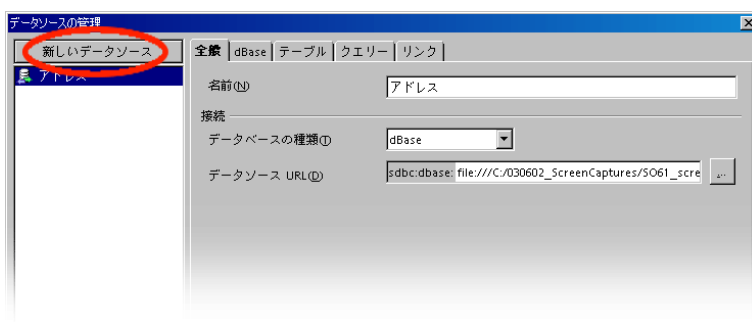 データソースの管理
新しいデータソース
アドレス
全般 dBase テーブル クエリー リンク
名前(N) アドレス
接続
データベースの種類(T) dBase
データソース URL(D) sdbc:dbase: file:///C:/030602_ScreenCaptures/SO61_scre ...